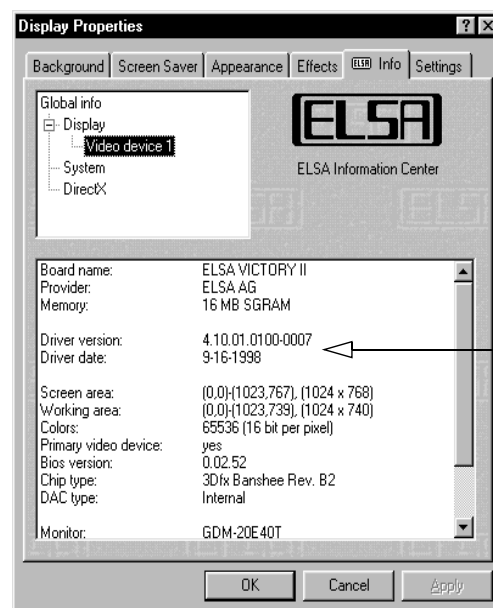 Display Properties
Background Screen Saver Appearance Effects ELSA Info Settings
Global info
Display
Video device 1
System
DirectX
ELSA
ELSA Information Center
Board name: ELSA VICTORY II
Provider: ELSA AG
Memory: 16 MB SGRAM
Driver version: 4.10.01.0100-0007
Driver date: 9-16-1998
Screen area: (0,0)-(1023,767), (1024 x 768)
Working area: (0,0)-(1023,739), (1024 x 740)
Colors: 65536 (16 bit per pixel)
Primary video device: yes
Bios version: 0.02.52
Chip type: 3Dfx Banshee Rev. B2
DAC type: Internal
Monitor: GDM-20E40T
OK Cancel Apply